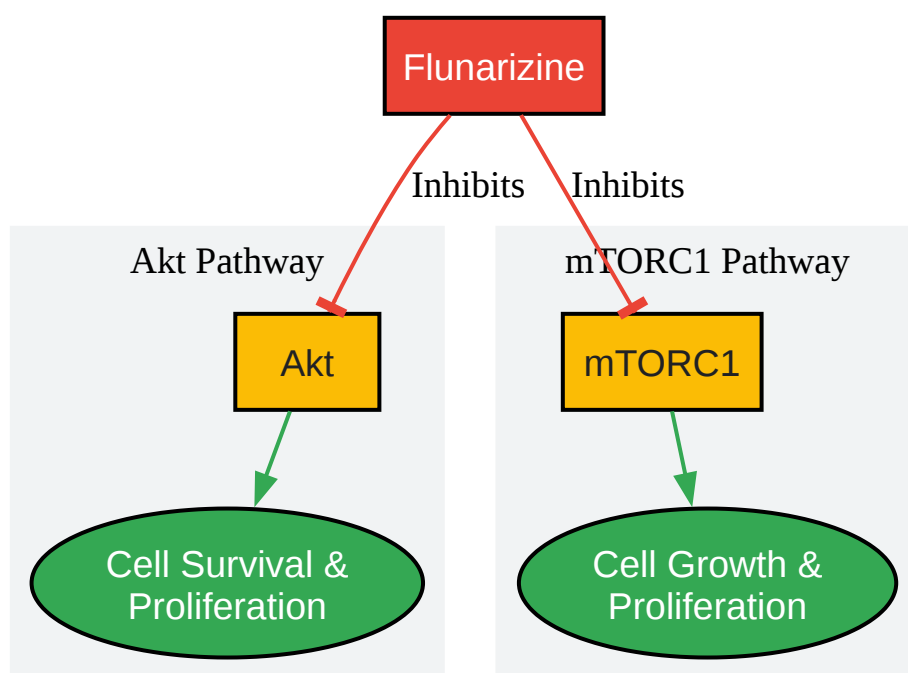 Flunarizine
Inhibits
Inhibits
Akt Pathway
mTORC1 Pathway
Akt
mTORC1
Cell Survival &
Proliferation
Cell Growth &
Proliferation